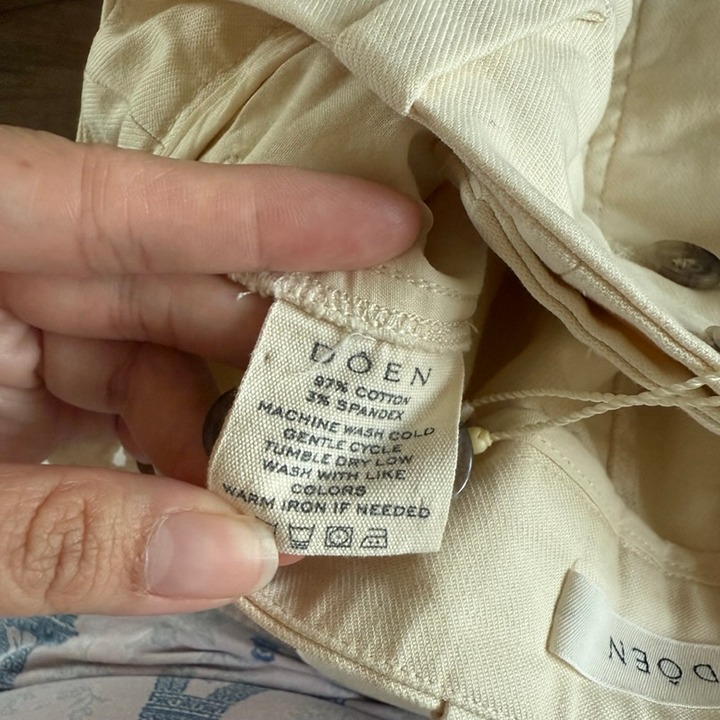 DÔEN
97% COTTON
3% SPANDEX
MACHINE WASH COLD
GENTLE CYCLE
TUMBLE DRY LOW
WASH WITH LIKE
COLORS
WARM IRON IF NEEDED
DÔEN